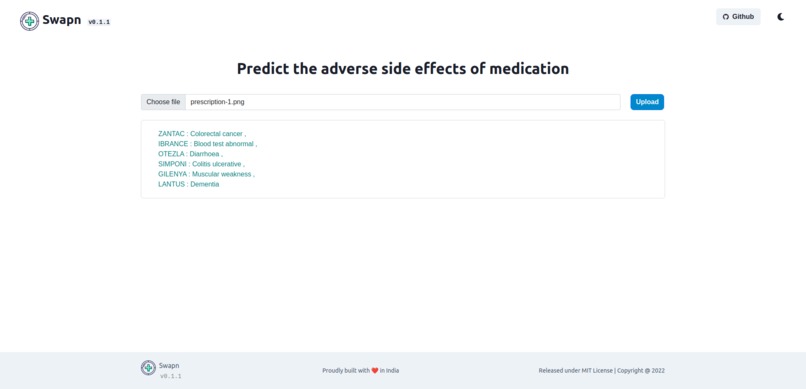 Swapn v0.1.1
Github
Predict the adverse side effects of medication
Choose file prescription-1.png
Upload
ZANTAC : Colorectal cancer ,
IBRANCE : Blood test abnormal ,
OTEZLA : Diarrhoea ,
SIMPONI : Colitis ulcerative ,
GILENYA : Muscular weakness ,
LANTUS : Dementia
Swapn
v0.1.1
Proudly built with ❤️ in India
Released under MIT License | Copyright @ 2022